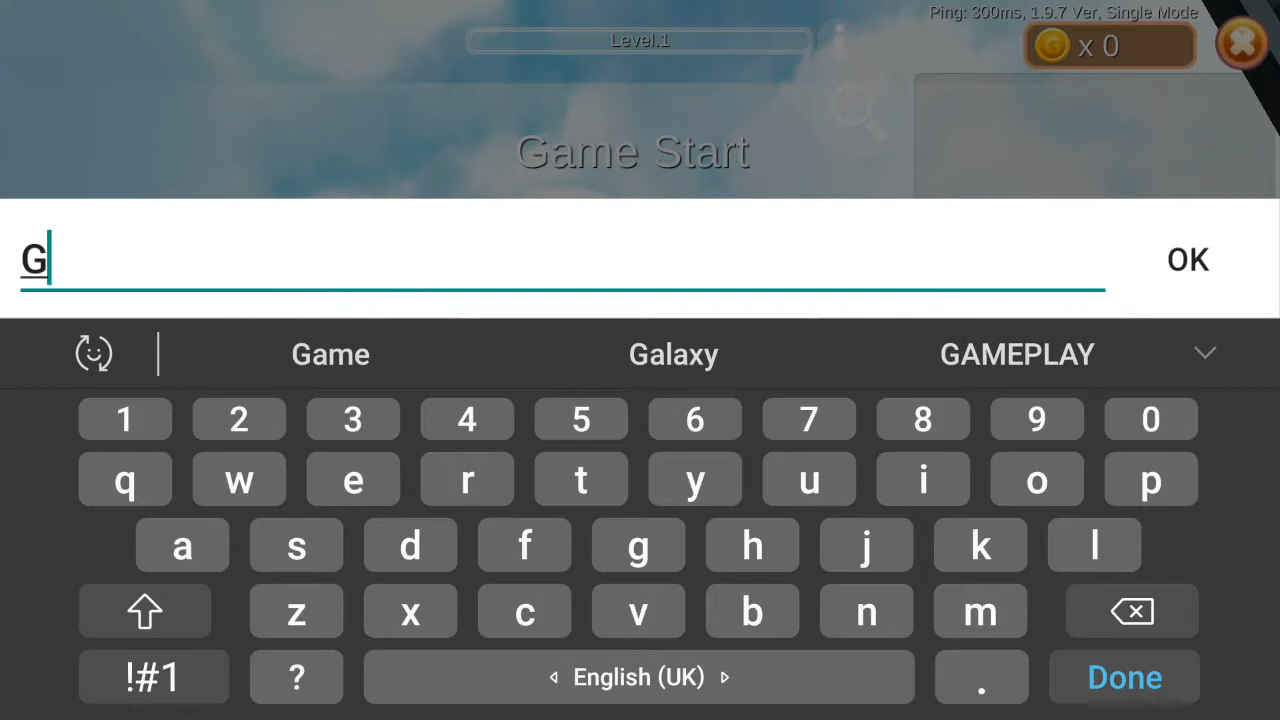 Ping: 300ms, 1.9.7 Ver, Single Mode
Level.1
x 0
Game Start
G
OK
Game Galaxy GAMEPLAY
1 2 3 4 5 6 7 8 9 0
q w e r t y u i o p
a s d f g h j k l
z x c v b n m
!#1 ? English (UK) . Done